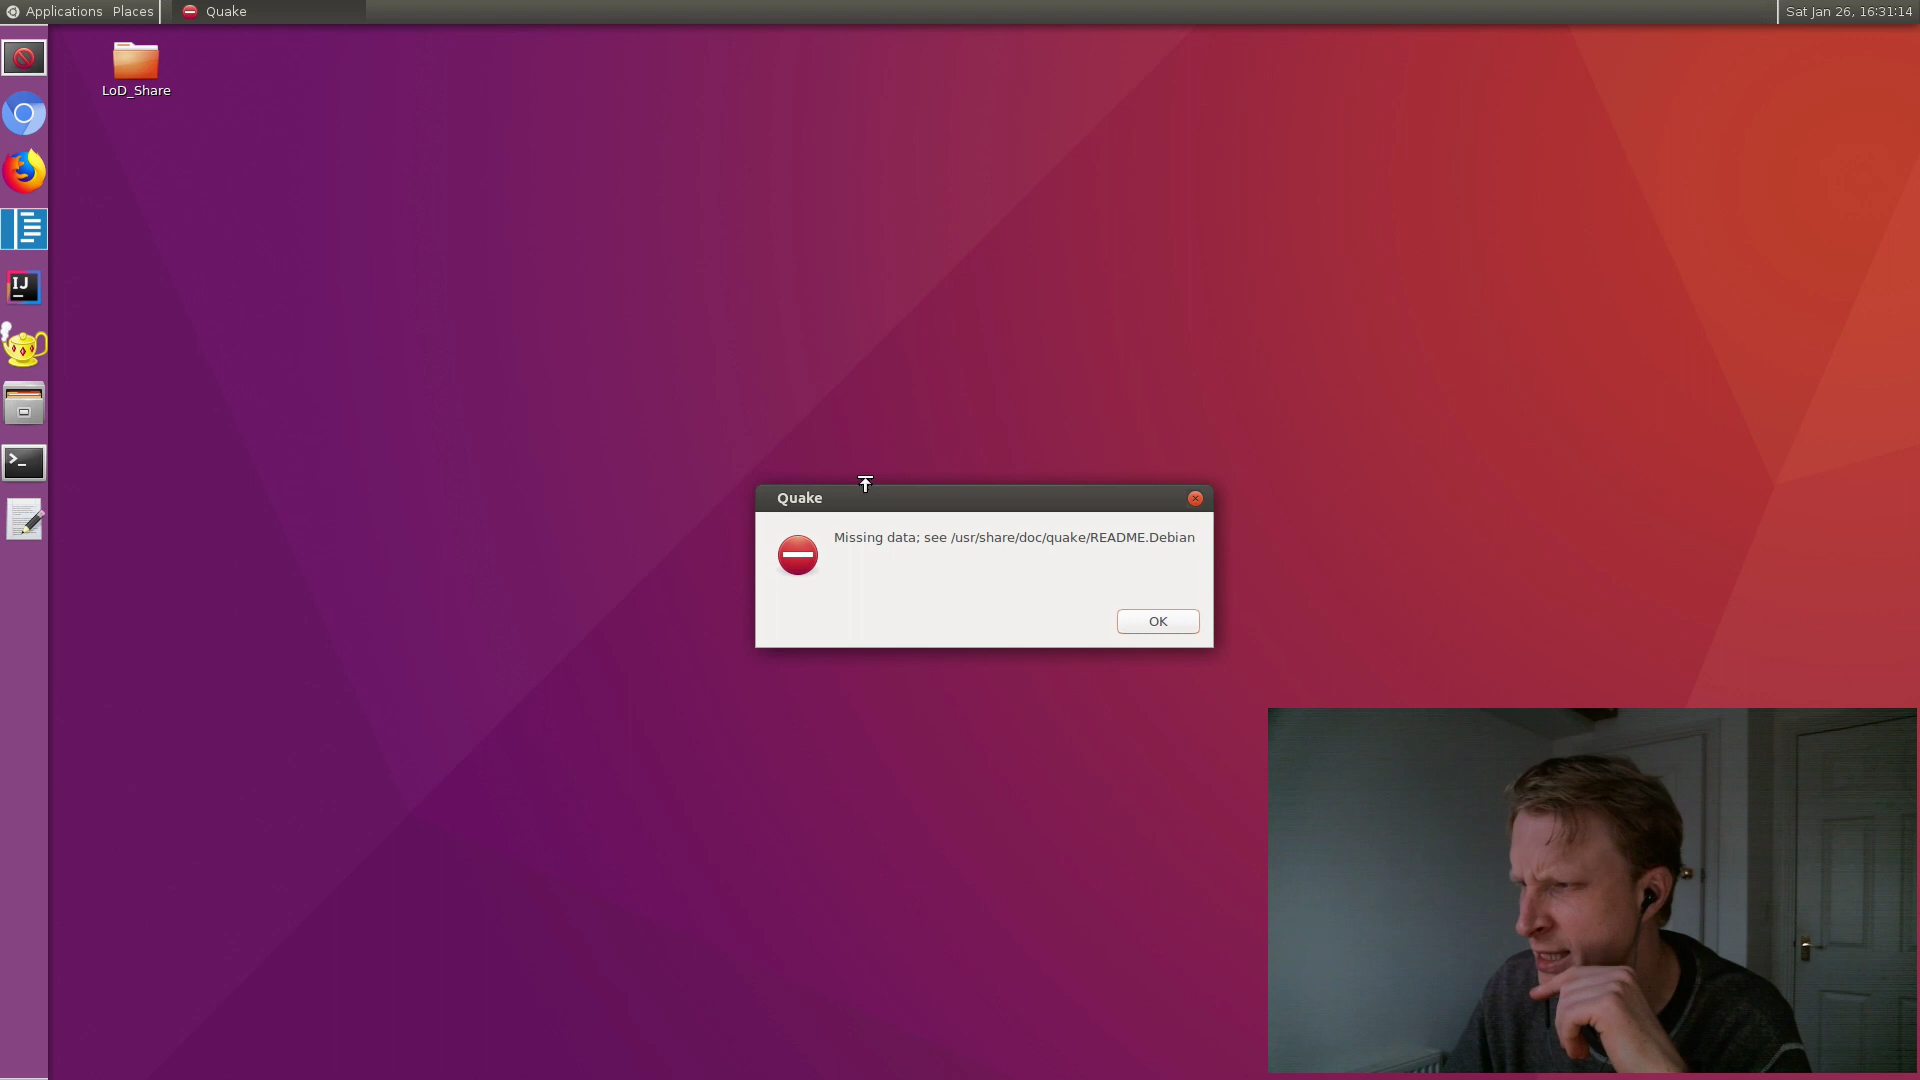 Applications Places Quake Sat Jan 26, 16:31:14
LoD_Share
IJ
>_
Quake
Missing data; see /usr/share/doc/quake/README.Debian
OK